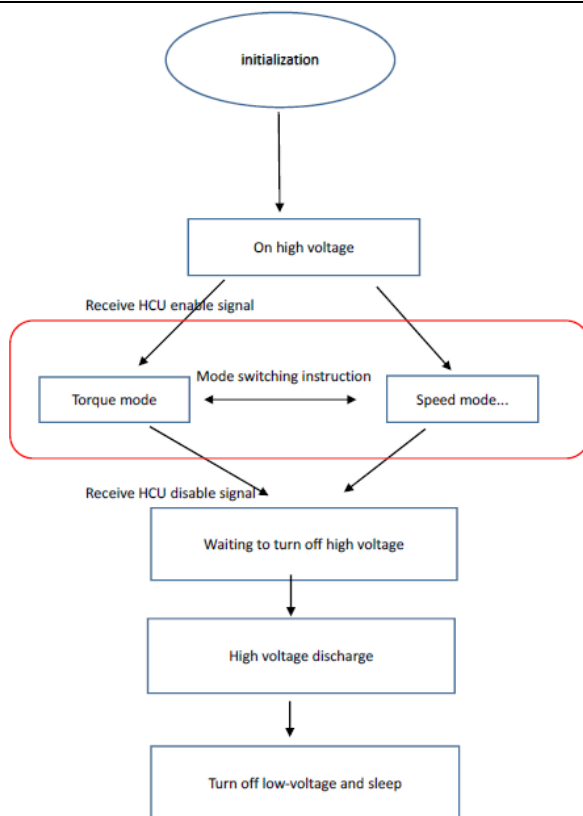 initialization
On high voltage
Receive HCU enable signal
Mode switching instruction
Torque mode
Speed mode...
Receive HCU disable signal
Waiting to turn off high voltage
High voltage discharge
Turn off low-voltage and sleep